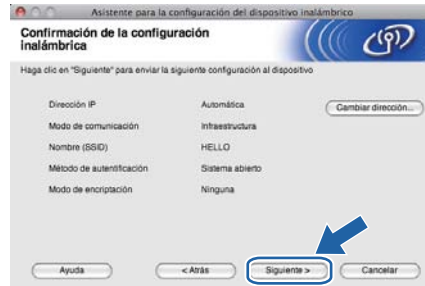 Asistente para la configuración del dispositivo inalámbrico
Confirmación de la configuración
inalámbrica
Haga clic en "Siguiente" para enviar la siguiente configuración al dispositivo
Dirección IP Automática Cambiar dirección...
Modo de comunicación Infraestructura
Nombre (SSID) HELLO
Método de autentificación Sistema abierto
Modo de encriptación Ninguna
Ayuda < Atrás Siguiente > Cancelar